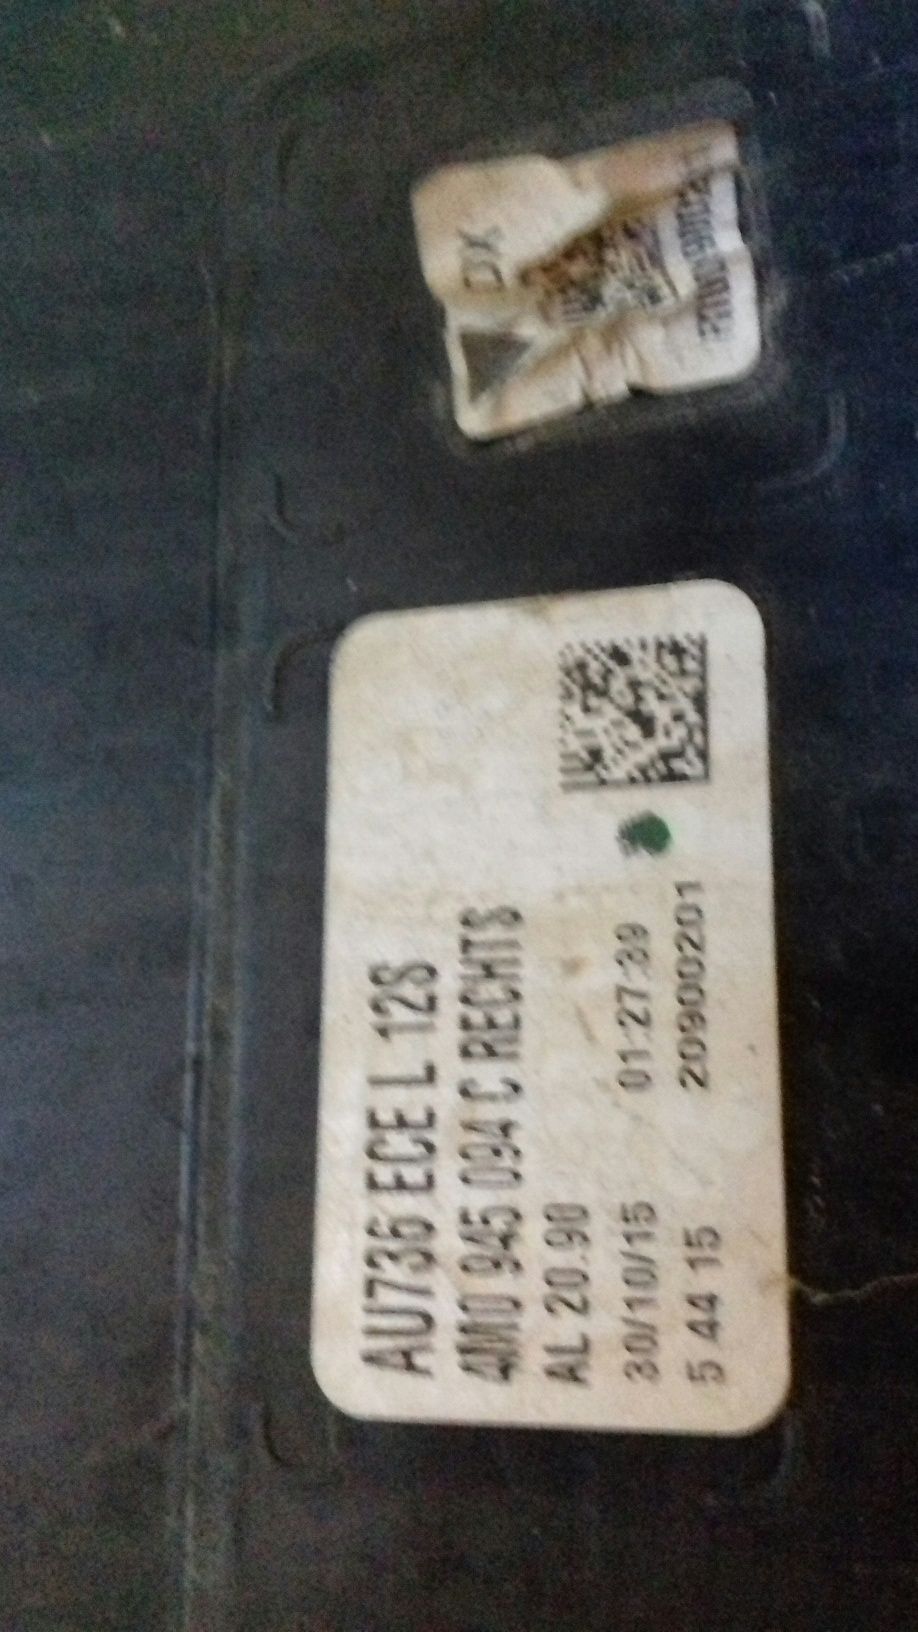 DX
AU736 ECE L 12S
4M0 945 094 C RECHTS
AL 20.90
30/10/15 01:27:39
5 44 15 20900201